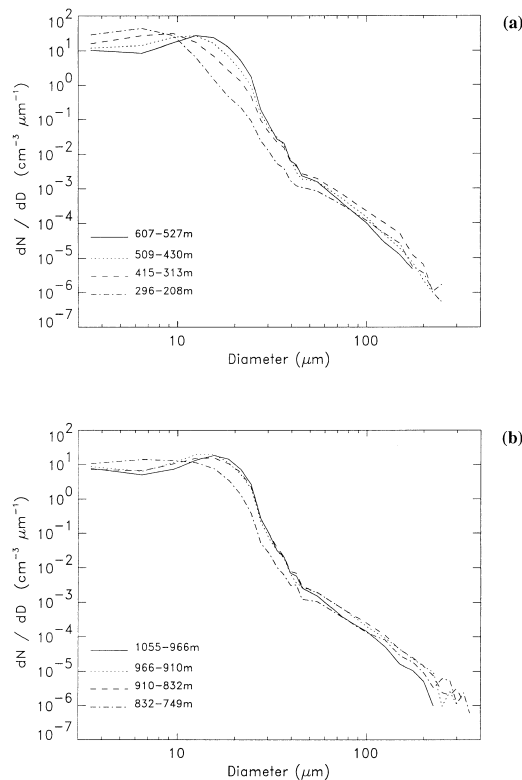 (a)
10²
10¹
10⁰
10⁻¹
10⁻²
10⁻³
10⁻⁴
10⁻⁵
10⁻⁶
10⁻⁷
dN / dD (cm⁻³ μm⁻¹)
607−527m
509−430m
415−313m
296−208m
10
100
Diameter (μm)
(b)
10²
10¹
10⁰
10⁻¹
10⁻²
10⁻³
10⁻⁴
10⁻⁵
10⁻⁶
10⁻⁷
dN / dD (cm⁻³ μm⁻¹)
1055−966m
966−910m
910−832m
832−749m
10
100
Diameter (μm)